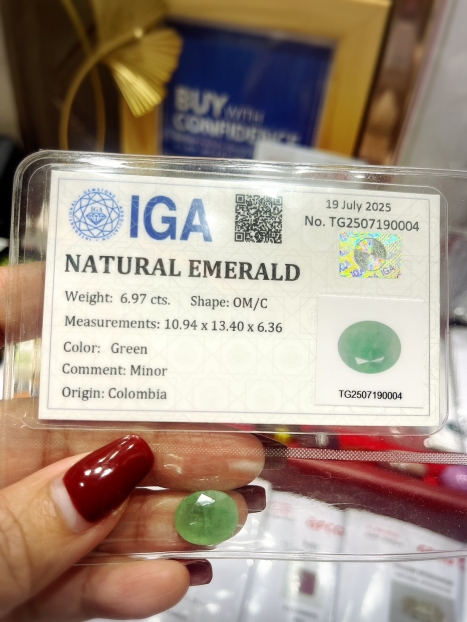 BUY WITH
CONFIDENCE
IGA
19 July 2025
No. TG2507190004
NATURAL EMERALD
Weight: 6.97 cts. Shape: OM/C
Measurements: 10.94 x 13.40 x 6.36
Color: Green
Comment: Minor
Origin: Colombia
TG2507190004